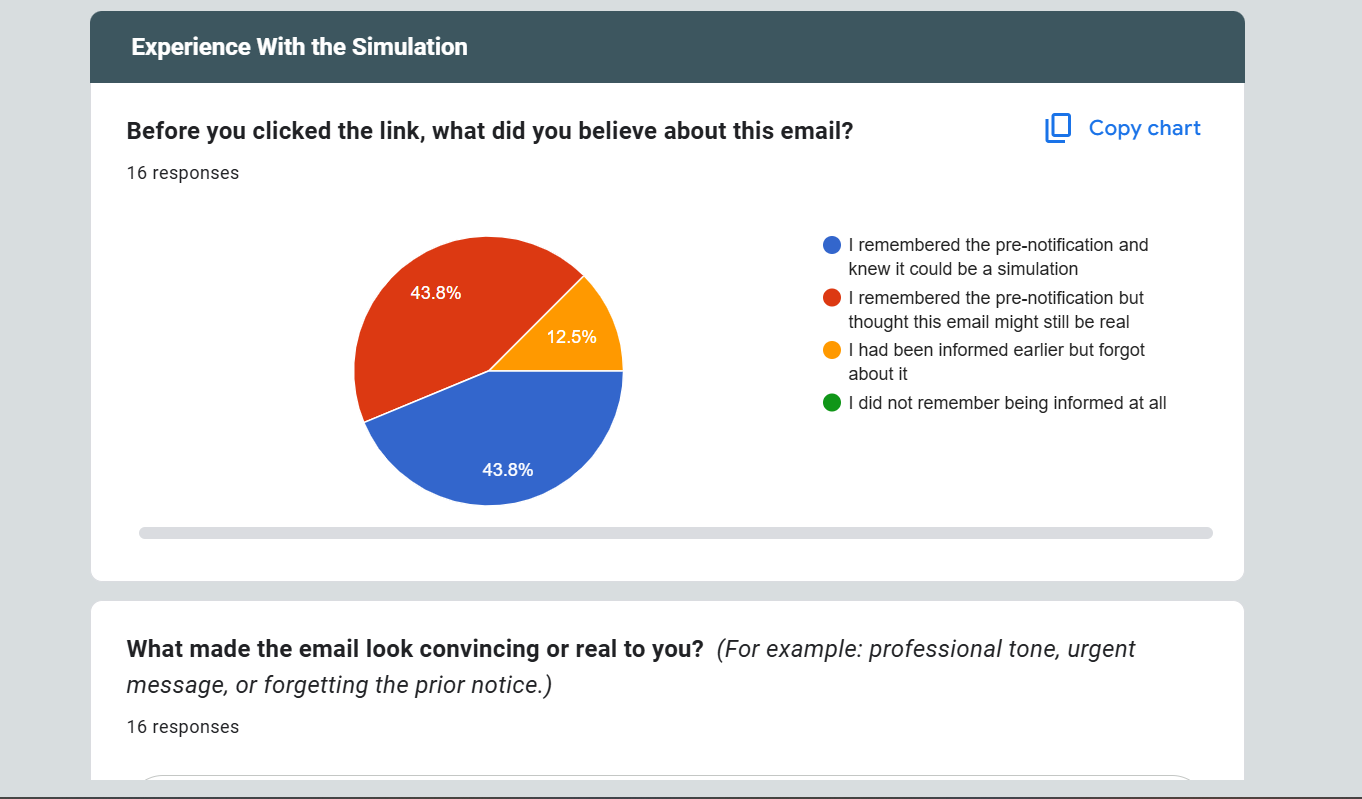 Experience With the Simulation
Before you clicked the link, what did you believe about this email?
Copy chart
16 responses
43.8%
12.5%
43.8%
I remembered the pre-notification and
knew it could be a simulation
I remembered the pre-notification but
thought this email might still be real
I had been informed earlier but forgot
about it
I did not remember being informed at all
What made the email look convincing or real to you? (For example: professional tone, urgent
message, or forgetting the prior notice.)
16 responses